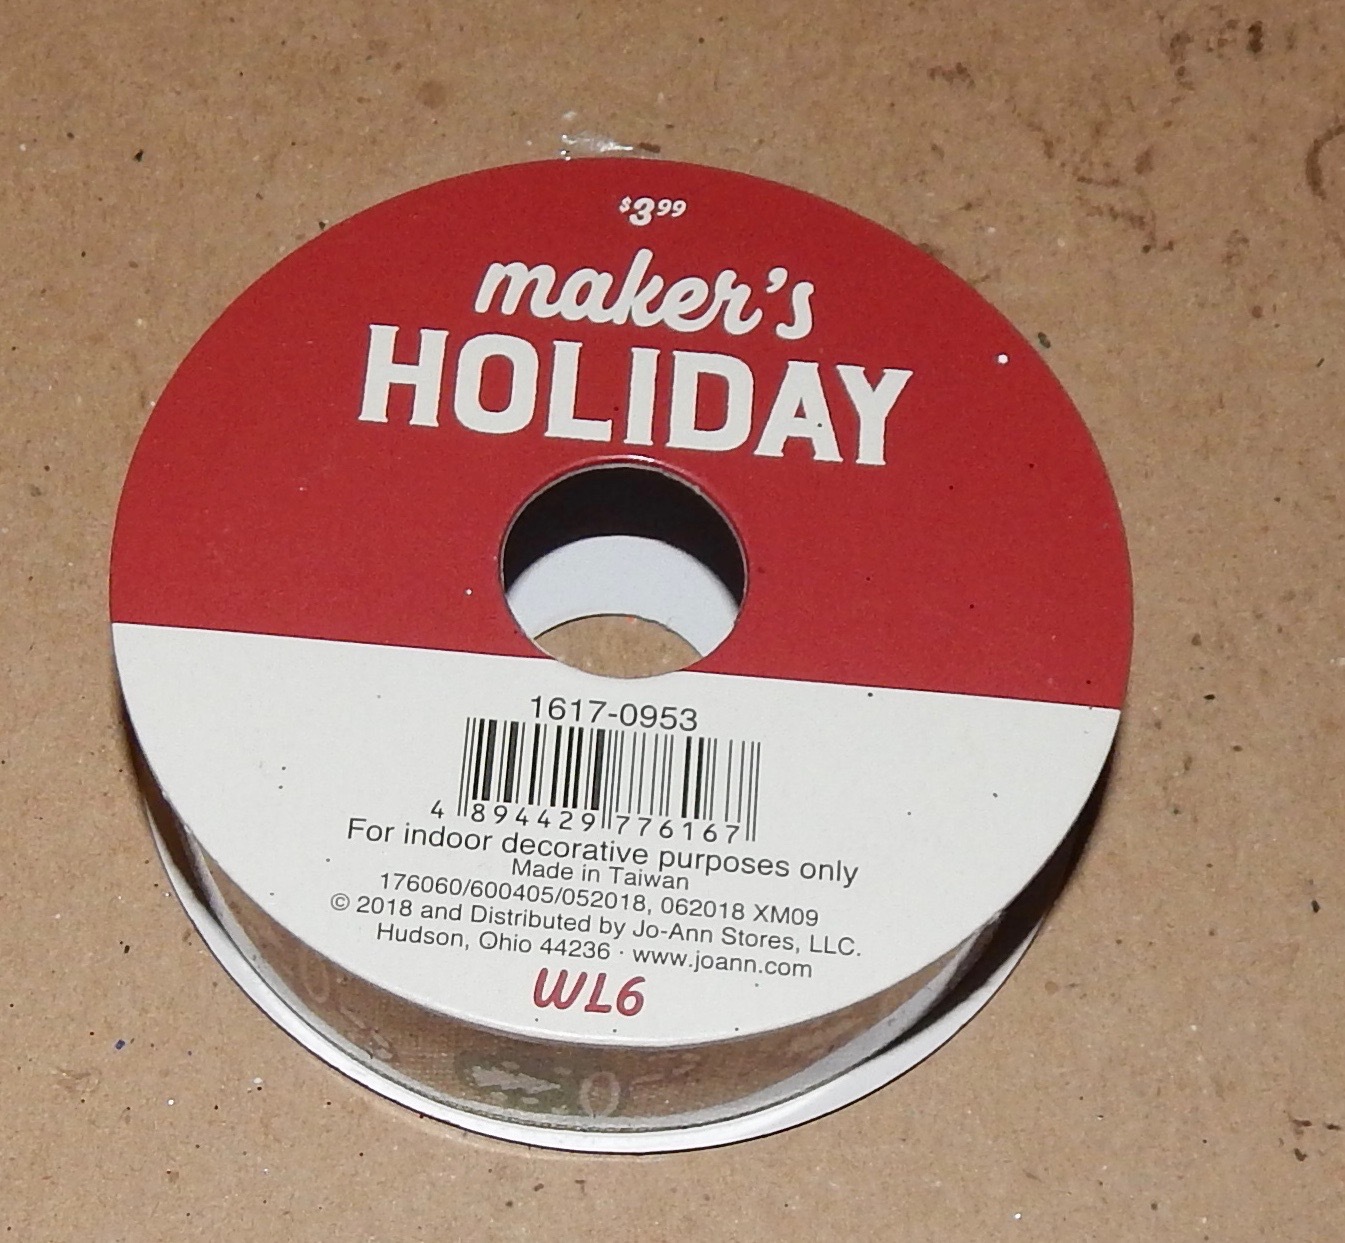 $3.99
maker's
HOLIDAY
1617-0953
4 894429 776167
For indoor decorative purposes only
Made in Taiwan
176060/600405/052018, 062018 XM09
© 2018 and Distributed by Jo-Ann Stores, LLC.
Hudson, Ohio 44236 · www.joann.com
WL6